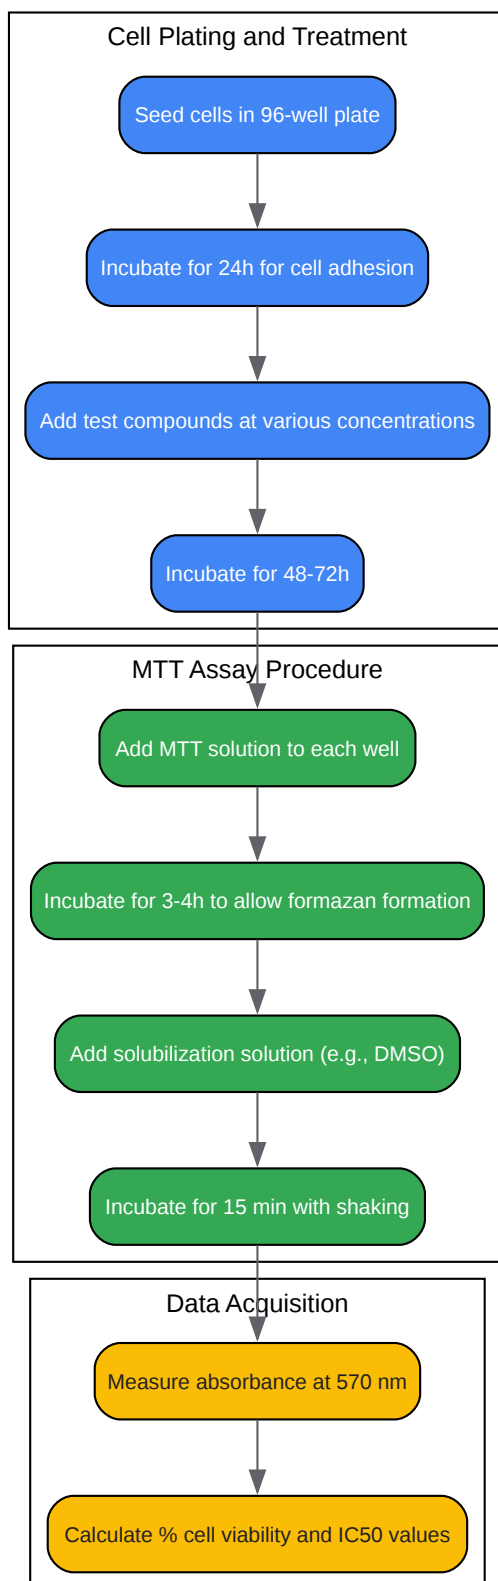 Cell Plating and Treatment
Seed cells in 96-well plate
Incubate for 24h for cell adhesion
Add test compounds at various concentrations
Incubate for 48-72h
MTT Assay Procedure
Add MTT solution to each well
Incubate for 3-4h to allow formazan formation
Add solubilization solution (e.g., DMSO)
Incubate for 15 min with shaking
Data Acquisition
Measure absorbance at 570 nm
Calculate % cell viability and IC50 values